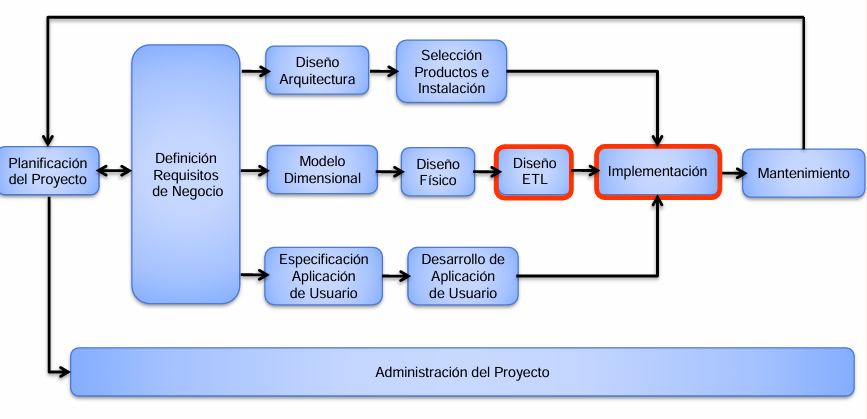 Planificación
del Proyecto
Definición
Requisitos
de Negocio
Diseño
Arquitectura
Selección
Productos e
Instalación
Modelo
Dimensional
Diseño
Físico
Diseño
ETL
Implementación
Mantenimiento
Especificación
Aplicación
de Usuario
Desarrollo de
Aplicación
de Usuario
Administración del Proyecto